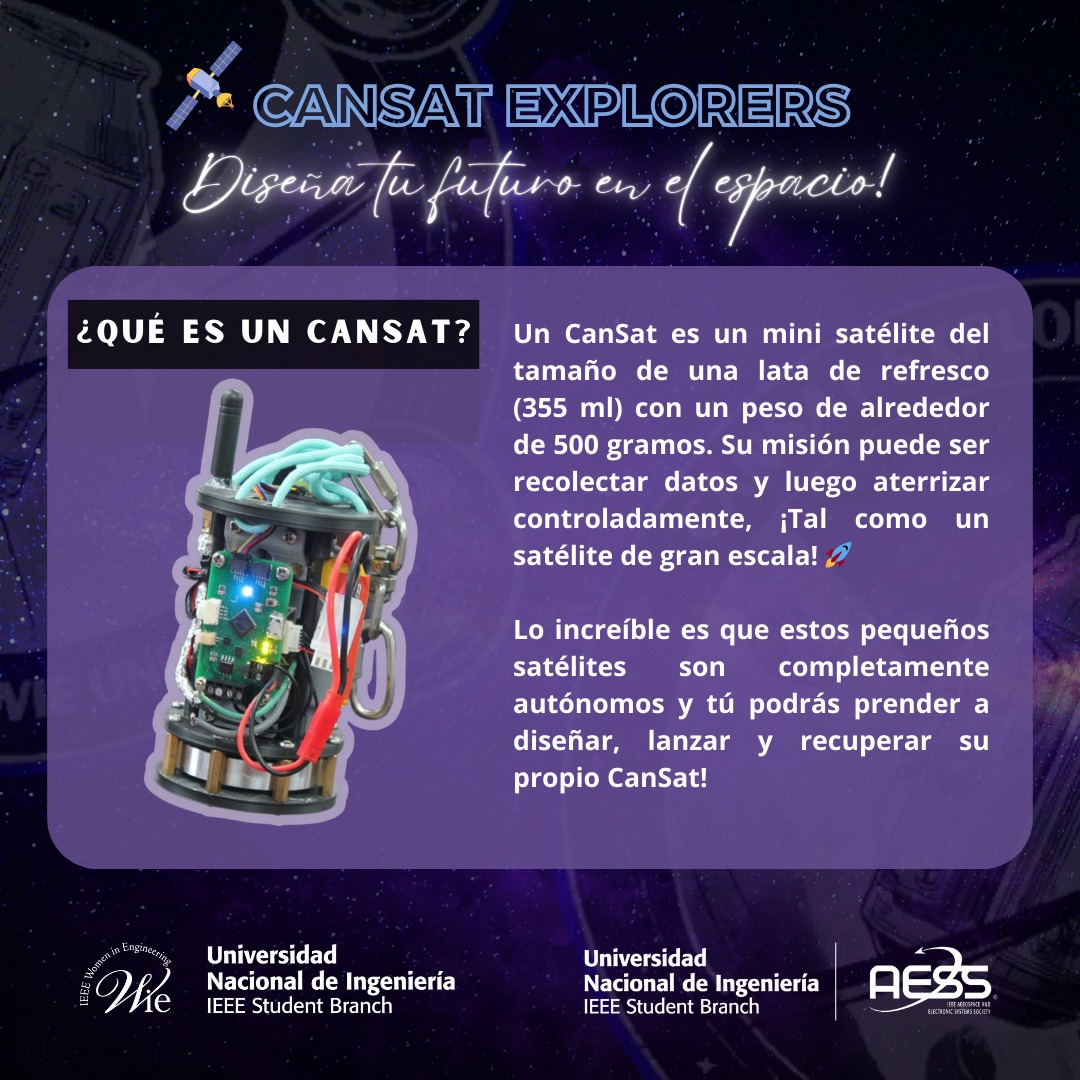 CANSAT EXPLORERS
Diseña tu futuro en el espacio!
¿QUÉ ES UN CANSAT?
Un CanSat es un mini satélite del
tamaño de una lata de refresco
(355 ml) con un peso de alrededor
de 500 gramos. Su misión puede ser
recolectar datos y luego aterrizar
controladamente, ¡Tal como un
satélite de gran escala!
Lo increíble es que estos pequeños
satélites son completamente
autónomos y tú podrás prender a
diseñar, lanzar y recuperar su
propio CanSat!
IEEE Women in Engineering
Wie
Universidad
Nacional de Ingeniería
IEEE Student Branch
Universidad
Nacional de Ingeniería
IEEE Student Branch
AESS
IEEE AEROSPACE AND
ELECTRONIC SYSTEMS SOCIETY